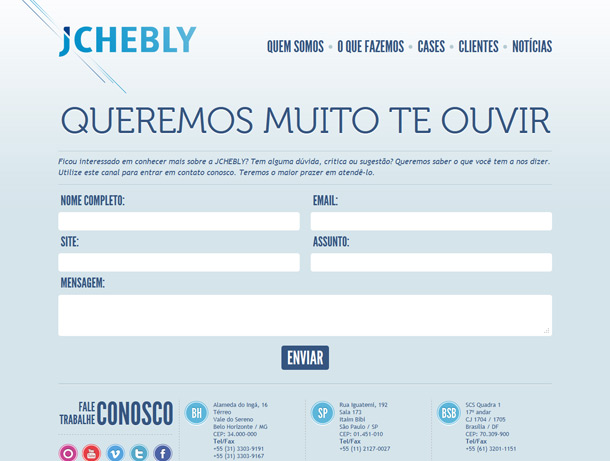 JCHEBLY
QUEM SOMOS • O QUE FAZEMOS • CASES • CLIENTES • NOTÍCIAS
QUEREMOS MUITO TE OUVIR
Ficou interessado em conhecer mais sobre a JCHEBLY? Tem alguma dúvida, crítica ou sugestão? Queremos saber o que você tem a nos dizer.
Utilize este canal para entrar em contato conosco. Teremos o maior prazer em atendê-lo.
NOME COMPLETO:
EMAIL:
SITE:
ASSUNTO:
MENSAGEM:
ENVIAR
FALE
TRABALHE
CONOSCO
You
Tube
BH
Alameda do Ingá, 16
Térreo
Vale do Sereno
Belo Horizonte / MG
CEP: 34.000-000
Tel/Fax
+55 (31) 3303-9191
+55 (31) 3303-9167
SP
Rua Iguatemi, 192
Sala 173
Itaim Bibi
São Paulo / SP
CEP: 01.451-010
Tel/Fax
+55 (11) 2127-0027
BSB
SCS Quadra 1
17º andar
CJ 1704 / 1705
Brasília / DF
CEP: 70.309-900
Tel/Fax
+55 (61) 3201-1151